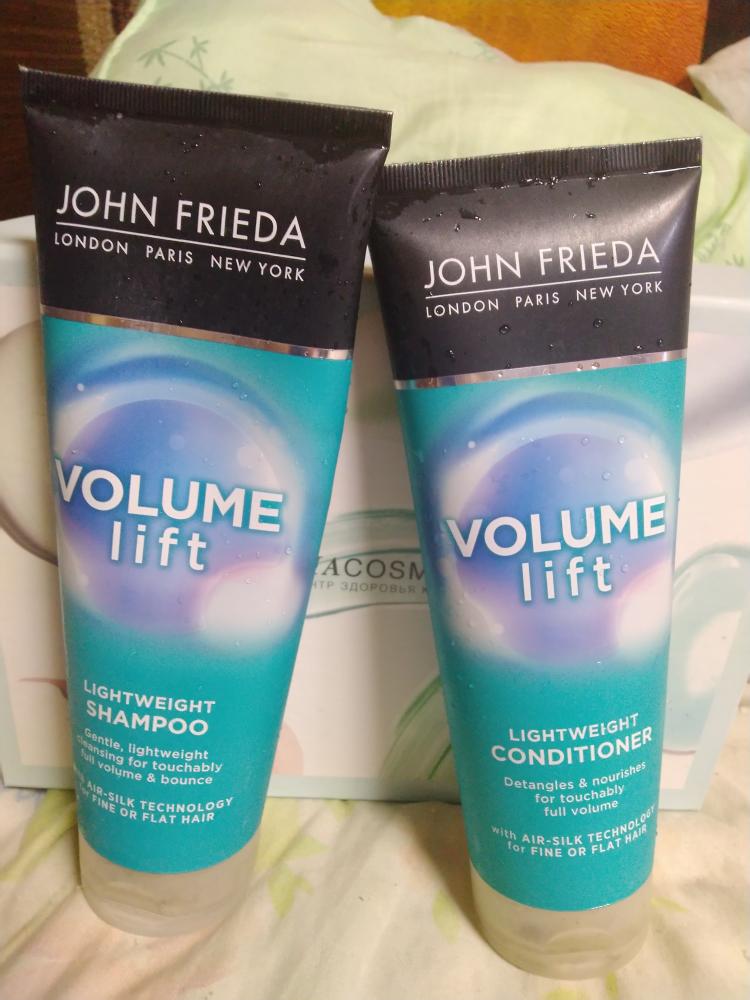 JOHN FRIEDA
LONDON PARIS NEW YORK
VOLUME
lift
LIGHTWEIGHT
SHAMPOO
Gentle, lightweight
cleansing for touchably
full volume & bounce
with AIR-SILK TECHNOLOGY
for FINE OR FLAT HAIR
JOHN FRIEDA
LONDON PARIS NEW YORK
VOLUME
lift
LIGHTWEIGHT
CONDITIONER
Detangles & nourishes
for touchably
full volume
with AIR-SILK TECHNOLOGY
for FINE OR FLAT HAIR
ЗДОРОВЬЯ